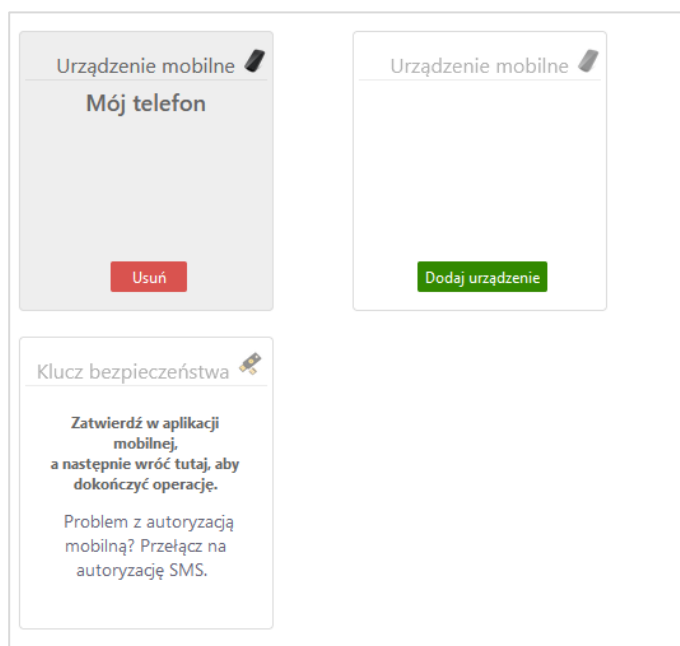 Urządzenie mobilne
Mój telefon
Usuń
Urządzenie mobilne
Dodaj urządzenie
Klucz bezpieczeństwa
Zatwierdź w aplikacji
mobilnej,
a następnie wróć tutaj, aby
dokończyć operację.
Problem z autoryzacją
mobilną? Przełącz na
autoryzację SMS.